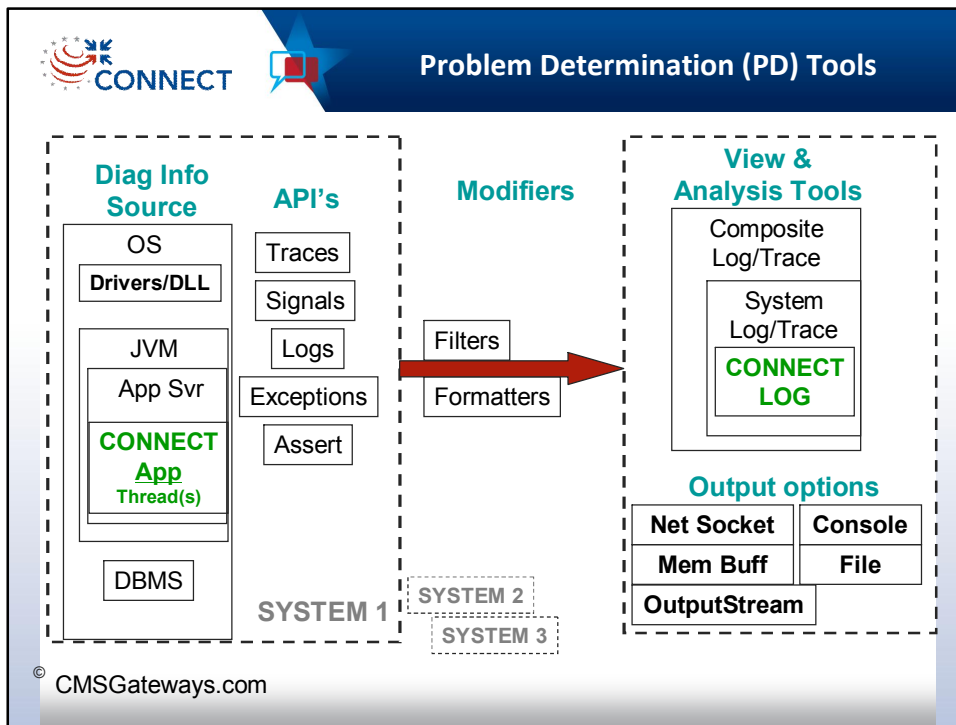 CONNECT
Problem Determination (PD) Tools
Diag Info
Source
OS
Drivers/DLL
JVM
App Svr
CONNECT
App
Thread(s)
DBMS
API's
Traces
Signals
Logs
Exceptions
Assert
SYSTEM 1
Modifiers
Filters
Formatters
SYSTEM 2
SYSTEM 3
View &
Analysis Tools
Composite
Log/Trace
System
Log/Trace
CONNECT
LOG
Output options
Net Socket
Console
Mem Buff
File
OutputStream
© CMSGateways.com